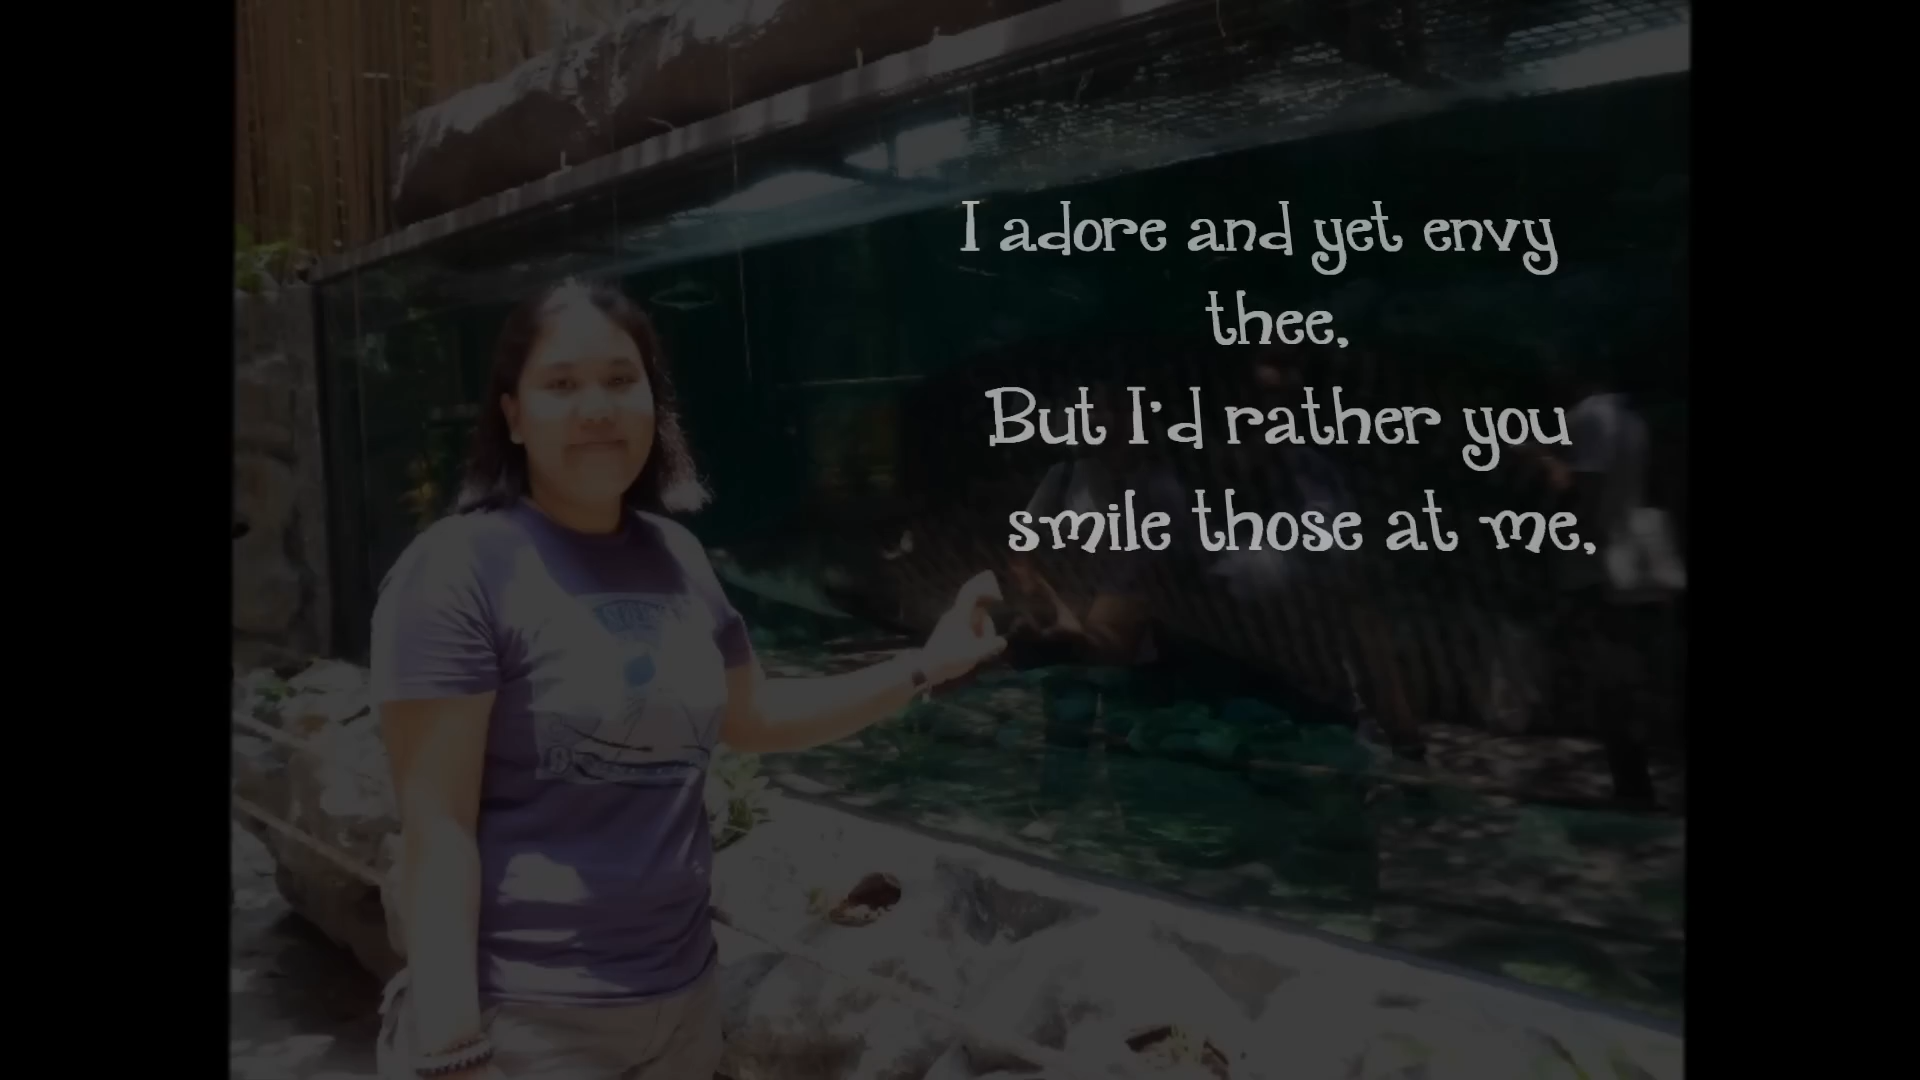 I adore and yet envy
thee,
But I'd rather you
smile those at me,